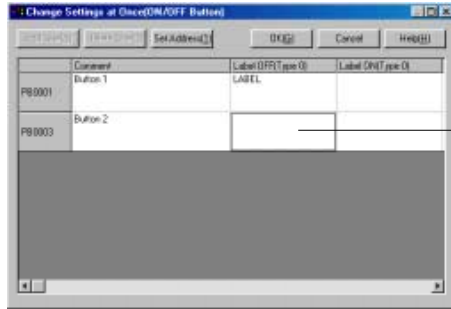 Change Settings at Once(ON/OFF Button)
Set Address OK Cancel Help(H)
Comment Label OFF(Type 0) Label ON(Type 0)
PB0001 Button 1 LABEL
PB0003 Button 2